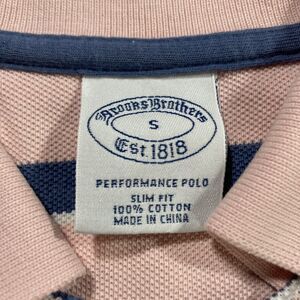 Brooks Brothers
S
Est. 1818
PERFORMANCE POLO
SLIM FIT
100% COTTON
MADE IN CHINA